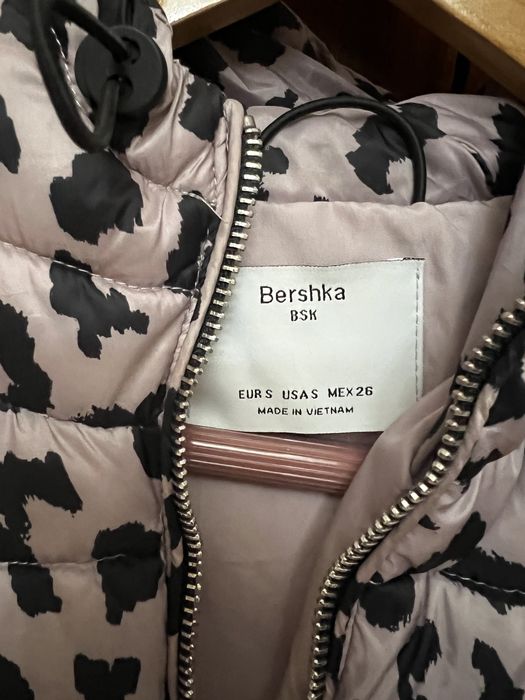 Bershka
BSK
EUR S USA S MEX 26
MADE IN VIETNAM